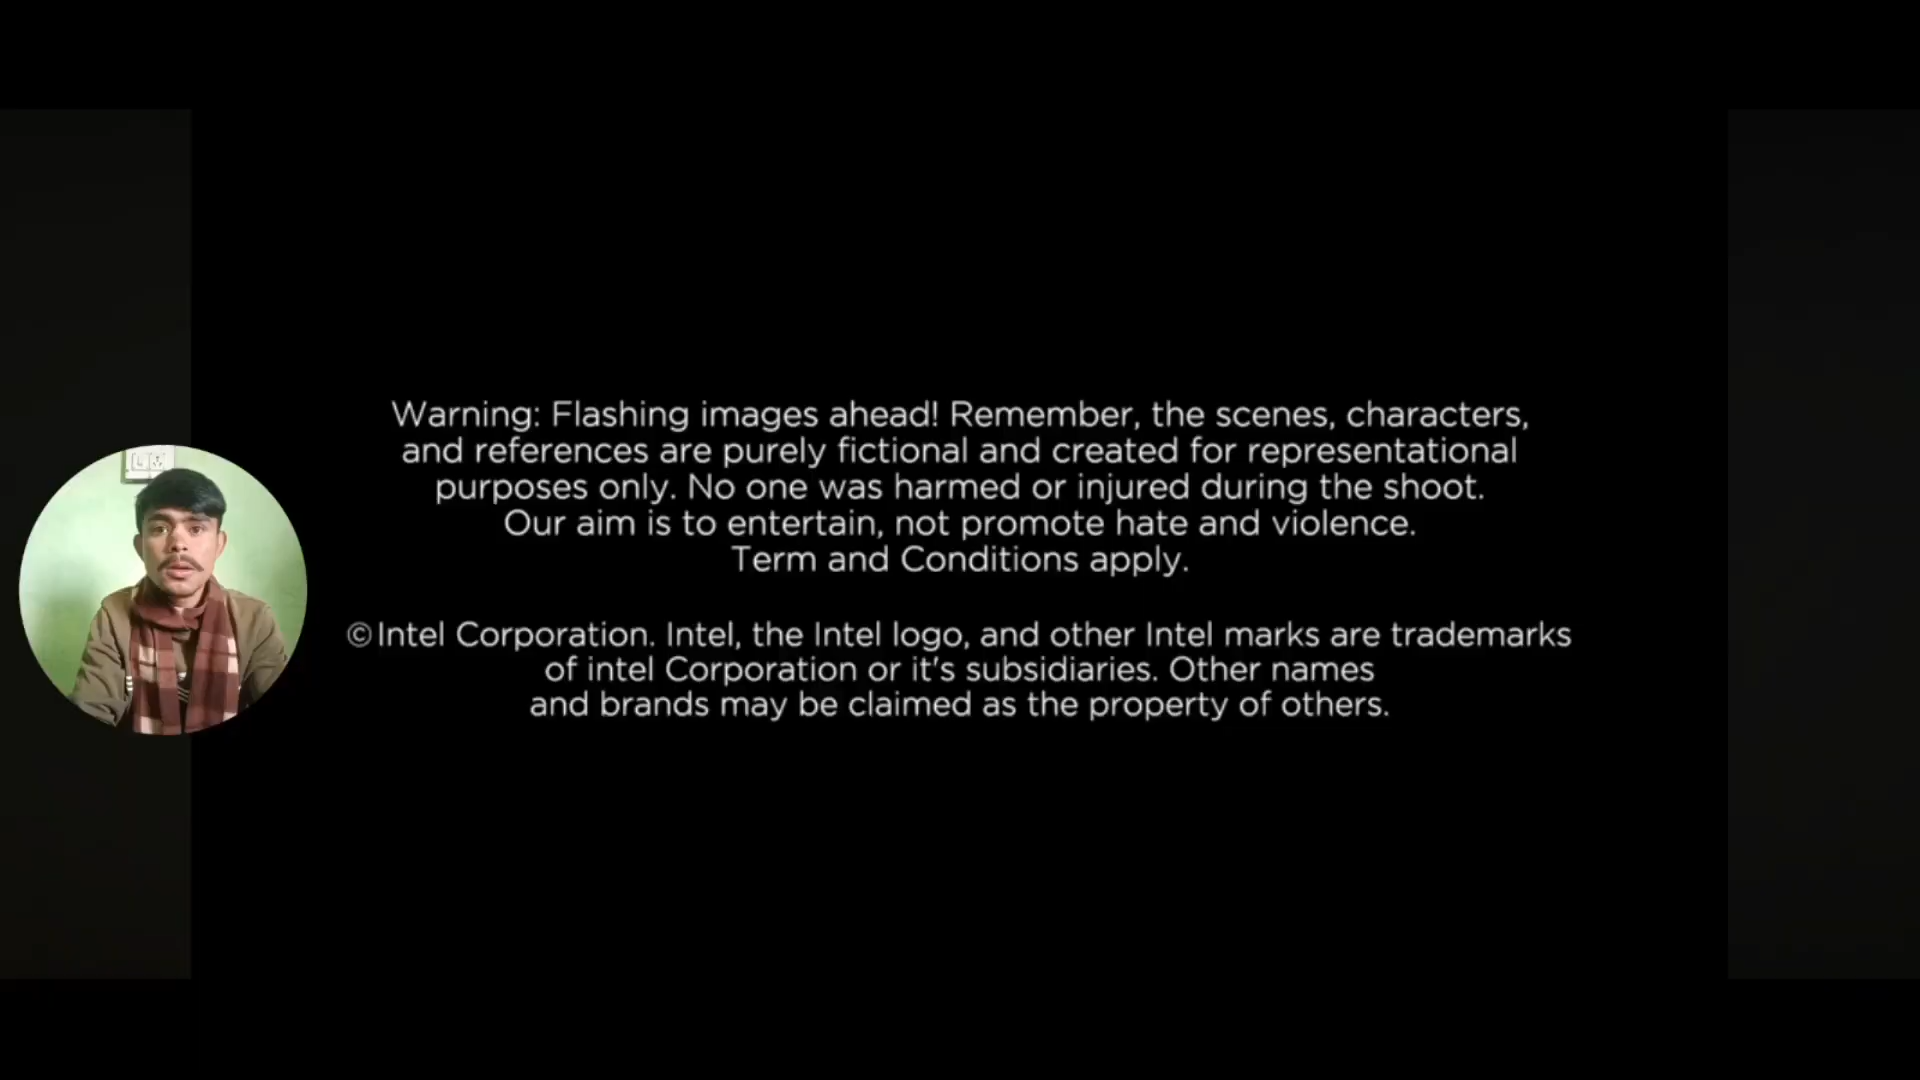 Warning: Flashing images ahead! Remember, the scenes, characters,
and references are purely fictional and created for representational
purposes only. No one was harmed or injured during the shoot.
Our aim is to entertain, not promote hate and violence.
Term and Conditions apply.
©Intel Corporation. Intel, the Intel logo, and other Intel marks are trademarks
of intel Corporation or it's subsidiaries. Other names
and brands may be claimed as the property of others.